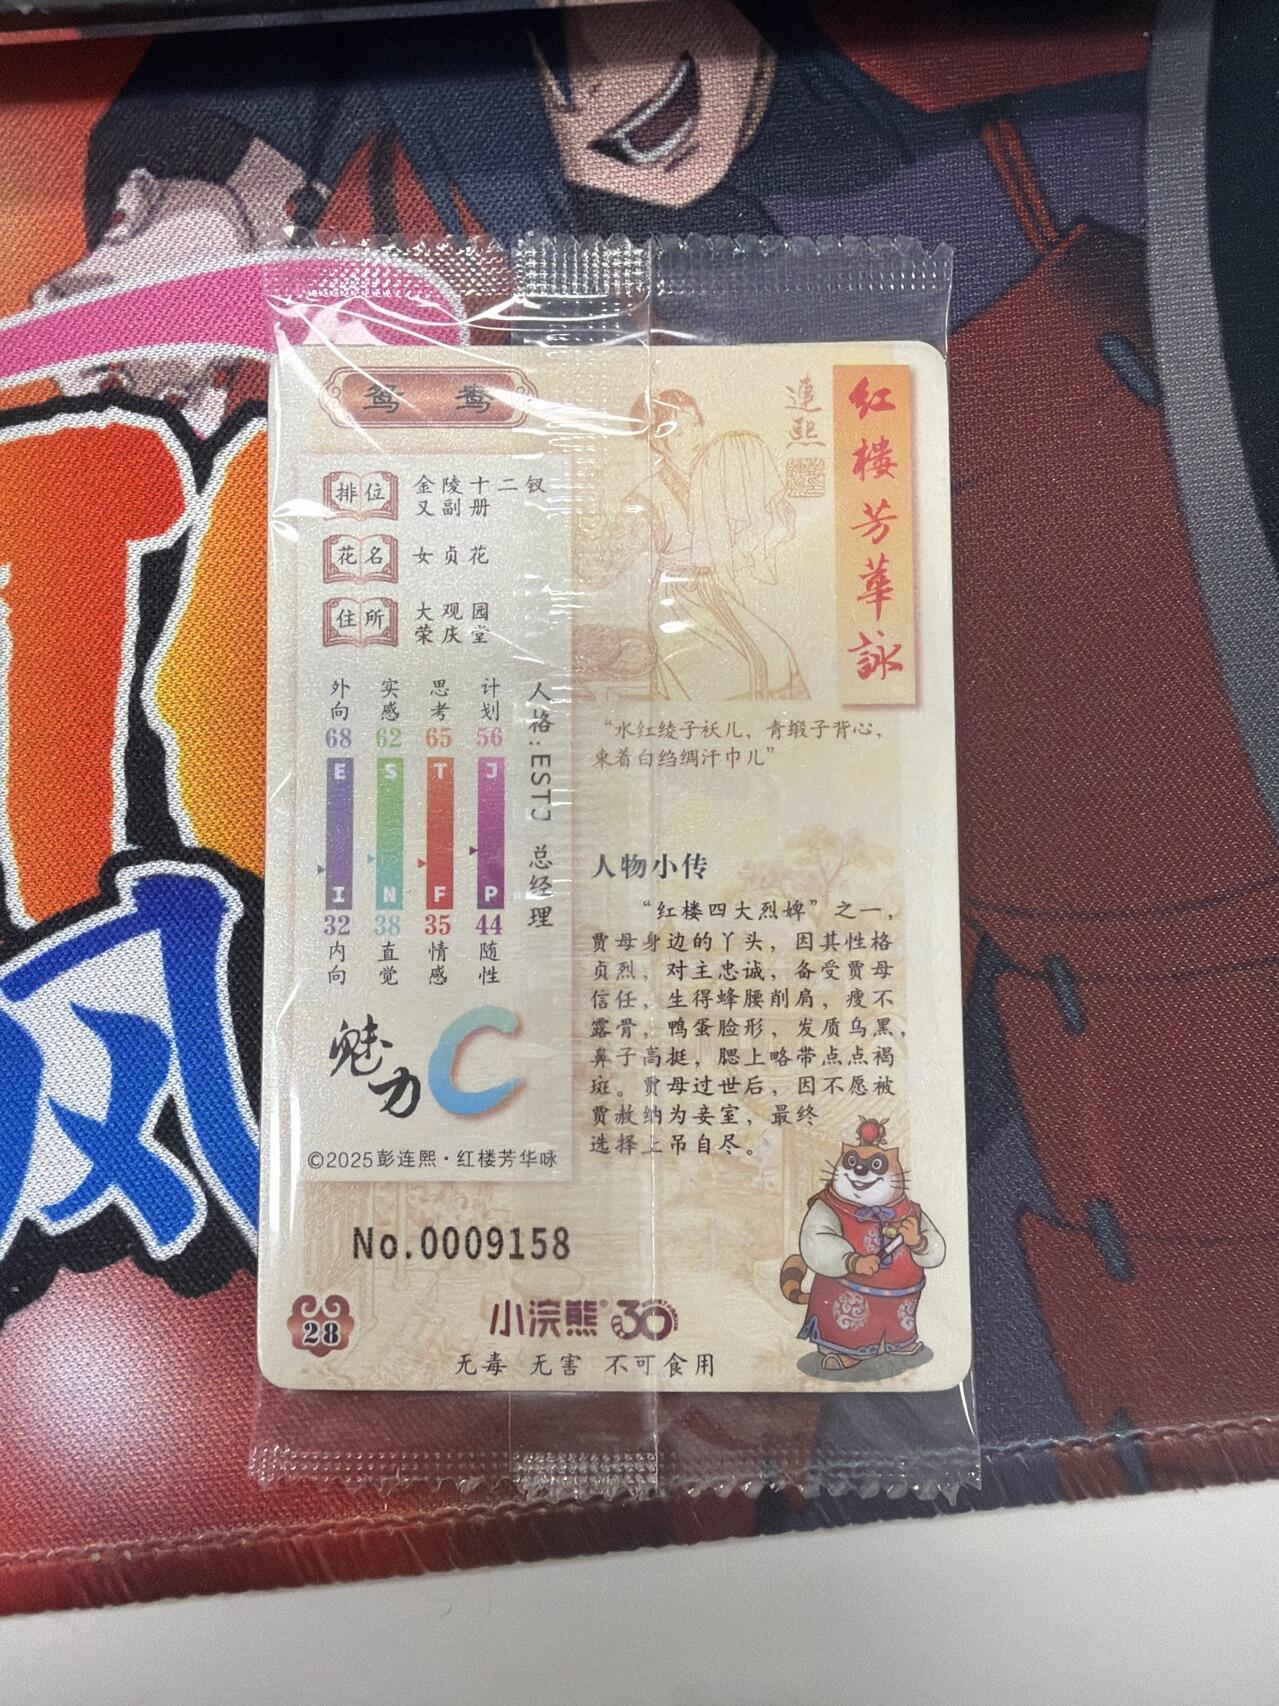 鸳鸯
排位
金陵十二钗
又副册
花名
女贞花
住所
大观园
荣庆堂
外向 实感 思考 计划
68 62 65 56
E S T J
I N F P
32 38 35 44
内向 直觉 情感 随性
人格:ESTJ 总经理
魅力 C
©2025彭连熙·红楼芳华咏
No.0009158
28
連熙
红楼芳華詠
“水红绫子袄儿，青缎子背心，
束着白绉绸汗巾儿”
人物小传
“红楼四大烈婢”之一，
贾母身边的丫头，因其性格
贞烈，对主忠诚，备受贾母
信任，生得蜂腰削肩，瘦不
露骨，鸭蛋脸形，发质乌黑，
鼻子高挺，腮上略带点点褐
斑。贾母过世后，因不愿被
贾赦纳为妾室，最终
选择上吊自尽。
小浣熊® 30
无毒 无害 不可食用
风